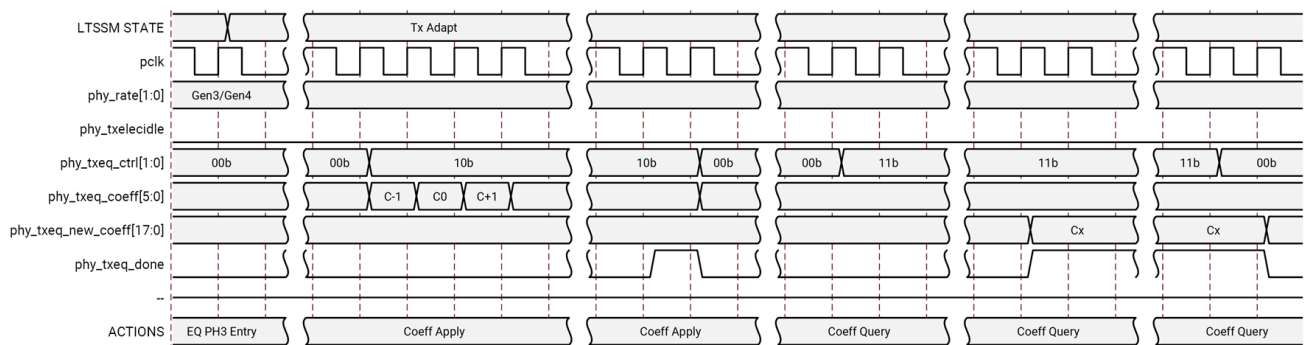 LTSSM STATE Tx Adapt
pclk
phy_rate[1:0] Gen3/Gen4
phy_txelecidle
phy_txeq_ctrl[1:0] 00b 00b 10b 10b 00b 00b 11b 11b 11b 00b
phy_txeq_coeff[5:0] C-1 C0 C+1
phy_txeq_new_coeff[17:0] Cx Cx
phy_txeq_done
--
ACTIONS EQ PH3 Entry Coeff Apply Coeff Apply Coeff Query Coeff Query Coeff Query